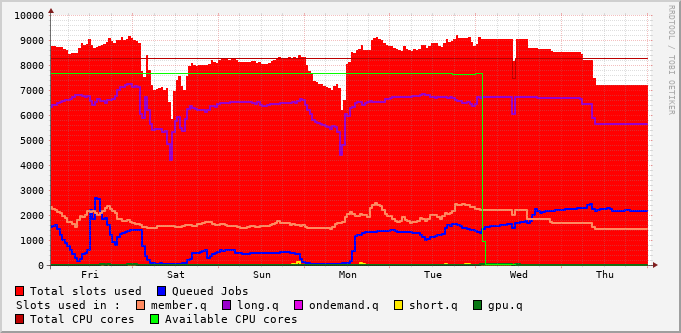 10000
9000
8000
7000
6000
5000
4000
3000
2000
1000
0
Fri Sat Sun Mon Tue Wed Thu
RRDTOOL / TOBI OETIKER
Total slots used Queued Jobs
Slots used in : member.q long.q ondemand.q short.q gpu.q
Total CPU cores Available CPU cores